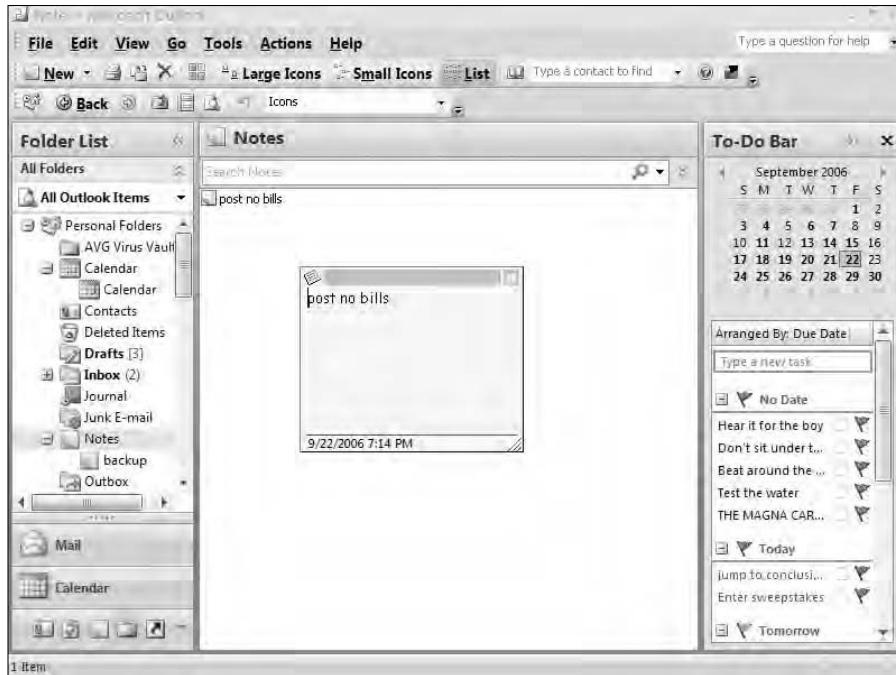 Notes - Microsoft Outlook
File Edit View Go Tools Actions Help
Type a question for help
New Large Icons Small Icons List Type a contact to find
Back Icons
Folder List
All Folders
All Outlook Items
Personal Folders
AVG Virus Vault
Calendar
Calendar
Contacts
Deleted Items
Drafts [3]
Inbox (2)
Journal
Junk E-mail
Notes
backup
Outbox
Mail
Calendar
Notes
Search Notes
post no bills
post no bills
9/22/2006 7:14 PM
To-Do Bar
September 2006
S M T W T F S
1 2
3 4 5 6 7 8 9
10 11 12 13 14 15 16
17 18 19 20 21 22 23
24 25 26 27 28 29 30
Arranged By: Due Date
Type a new task
No Date
Hear it for the boy
Don't sit under t...
Beat around the ...
Test the water
THE MAGNA CAR...
Today
jump to conclusi...
Enter sweepstakes
Tomorrow
1 Item